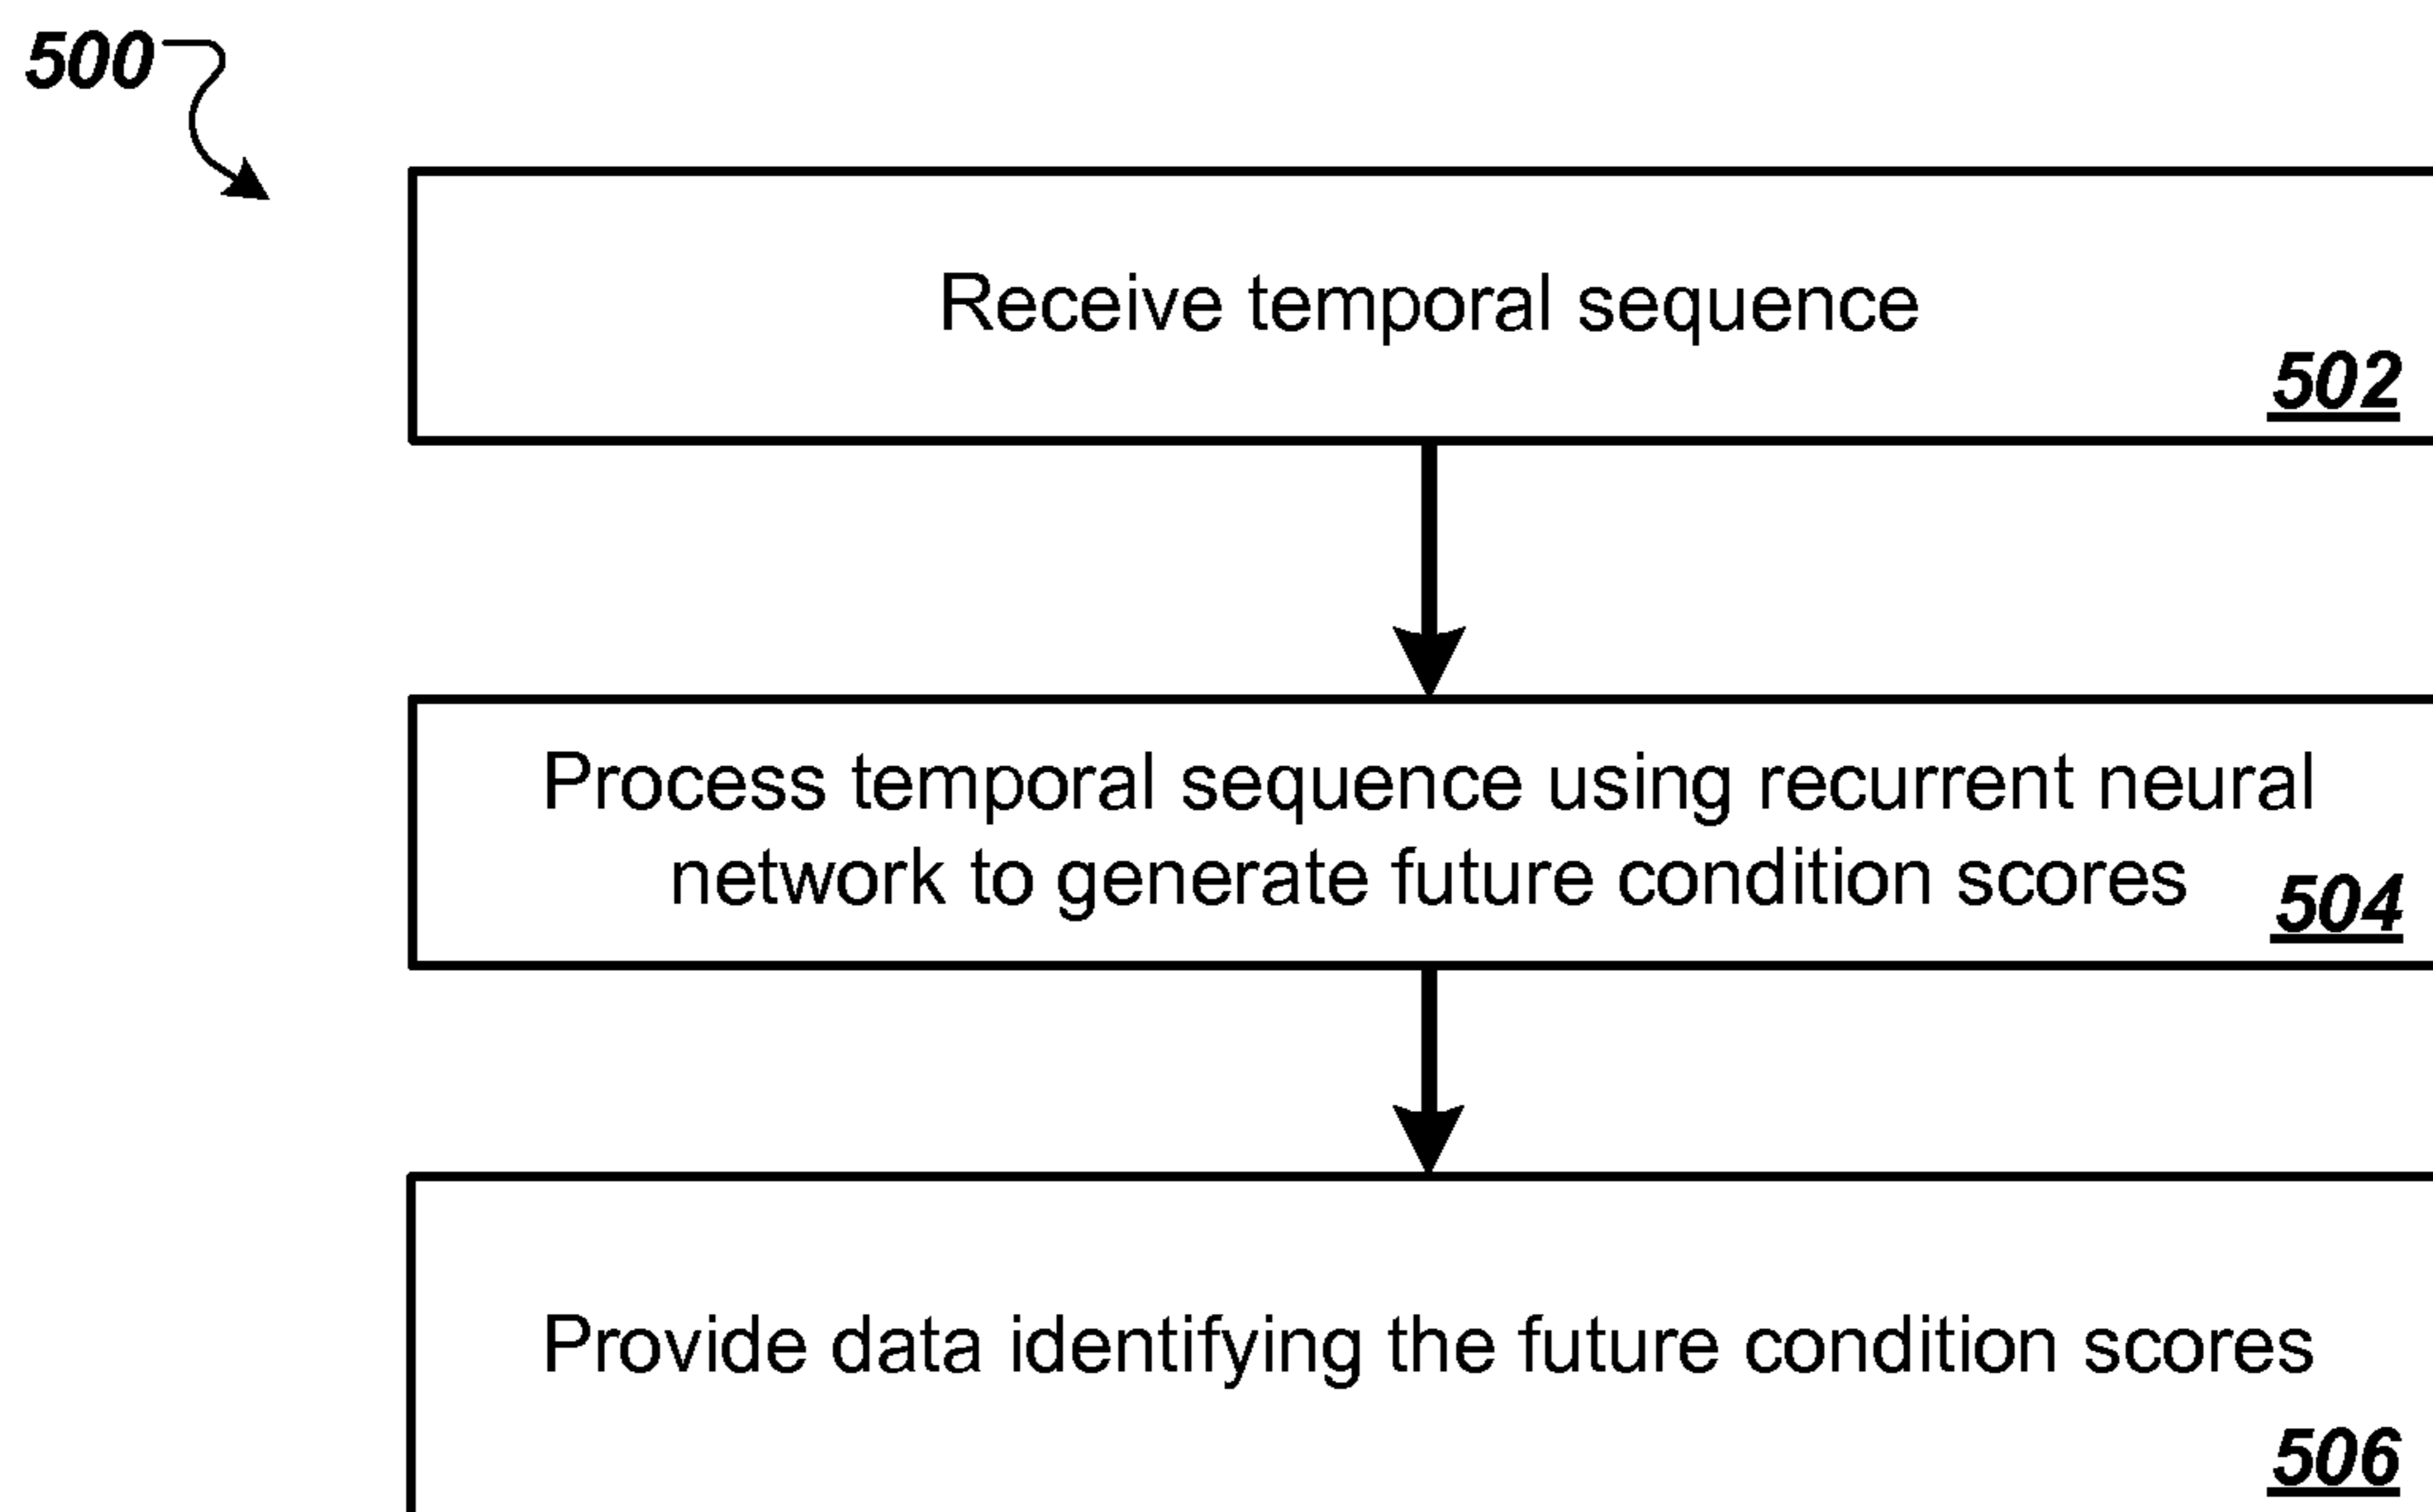 500
Receive temporal sequence
502
Process temporal sequence using recurrent neural
network to generate future condition scores
504
Provide data identifying the future condition scores
506